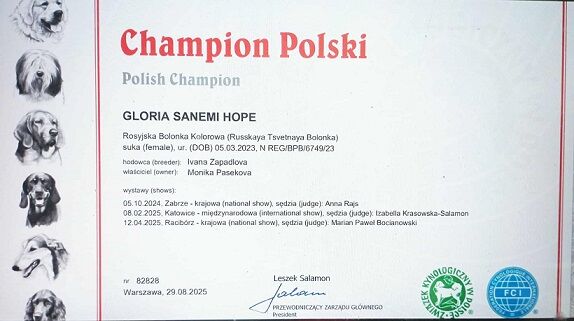 Champion Polski
Polish Champion
GLORIA SANEMI HOPE
Rosyjska Bolonka Kolorowa (Russkaya Tsvetnaya Bolonka)
suka (female), ur. (DOB) 05.03.2023, N REG/BPB/6749/23
hodowca (breeder): Ivana Zapadlova
właściciel (owner): Monika Pasekova
wystawy (shows):
05.10.2024, Zabrze - krajowa (national show), sędzia (judge): Anna Rajs
08.02.2025, Katowice - międzynarodowa (international show), sędzia (judge): Izabella Krasowska-Salamon
12.04.2025, Racibórz - krajowa (national show), sędzia (judge): Marian Paweł Bocianowski
nr 82828
Warszawa, 29.08.2025
Leszek Salamon
PRZEWODNICZĄCY ZARZĄDU GŁÓWNEGO
President
ZWIĄZEK KYNOLOGICZNY W POLSCE
FCI